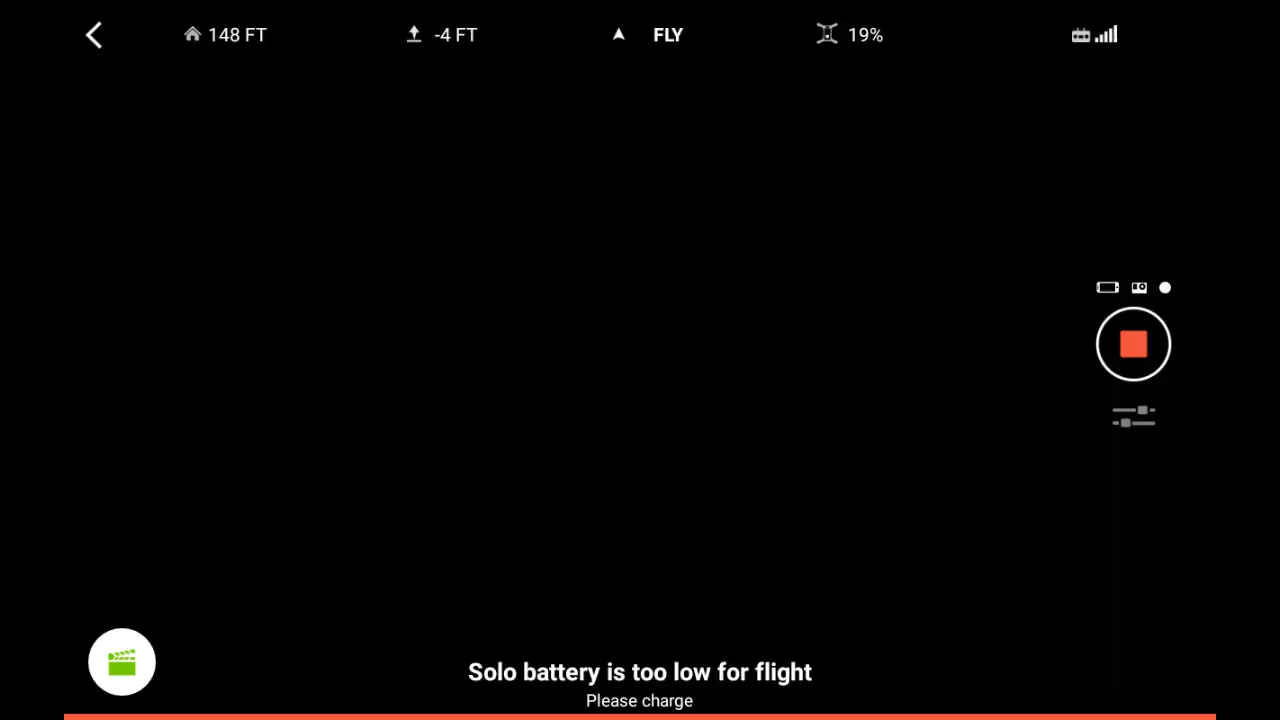 148 FT
-4 FT
FLY
19%
Solo battery is too low for flight
Please charge